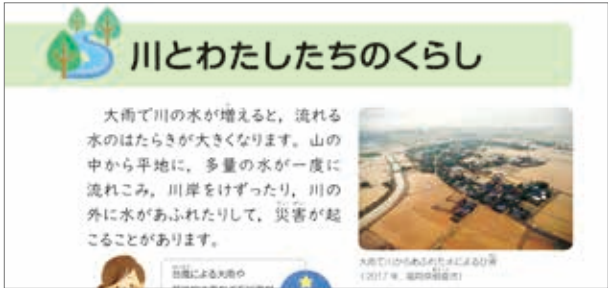 川とわたしたちのくらし
大雨で川の水が増えると，流れる
水のはたらきが大きくなります。山の
中から平地に，多量の水が一度に
流れこみ，川岸をけずったり，川の
外に水があふれたりして，災害が起
こることがあります。
大雨で川からあふれた水によるひ害
（2017年，福岡県朝倉市）
台風による大雨や